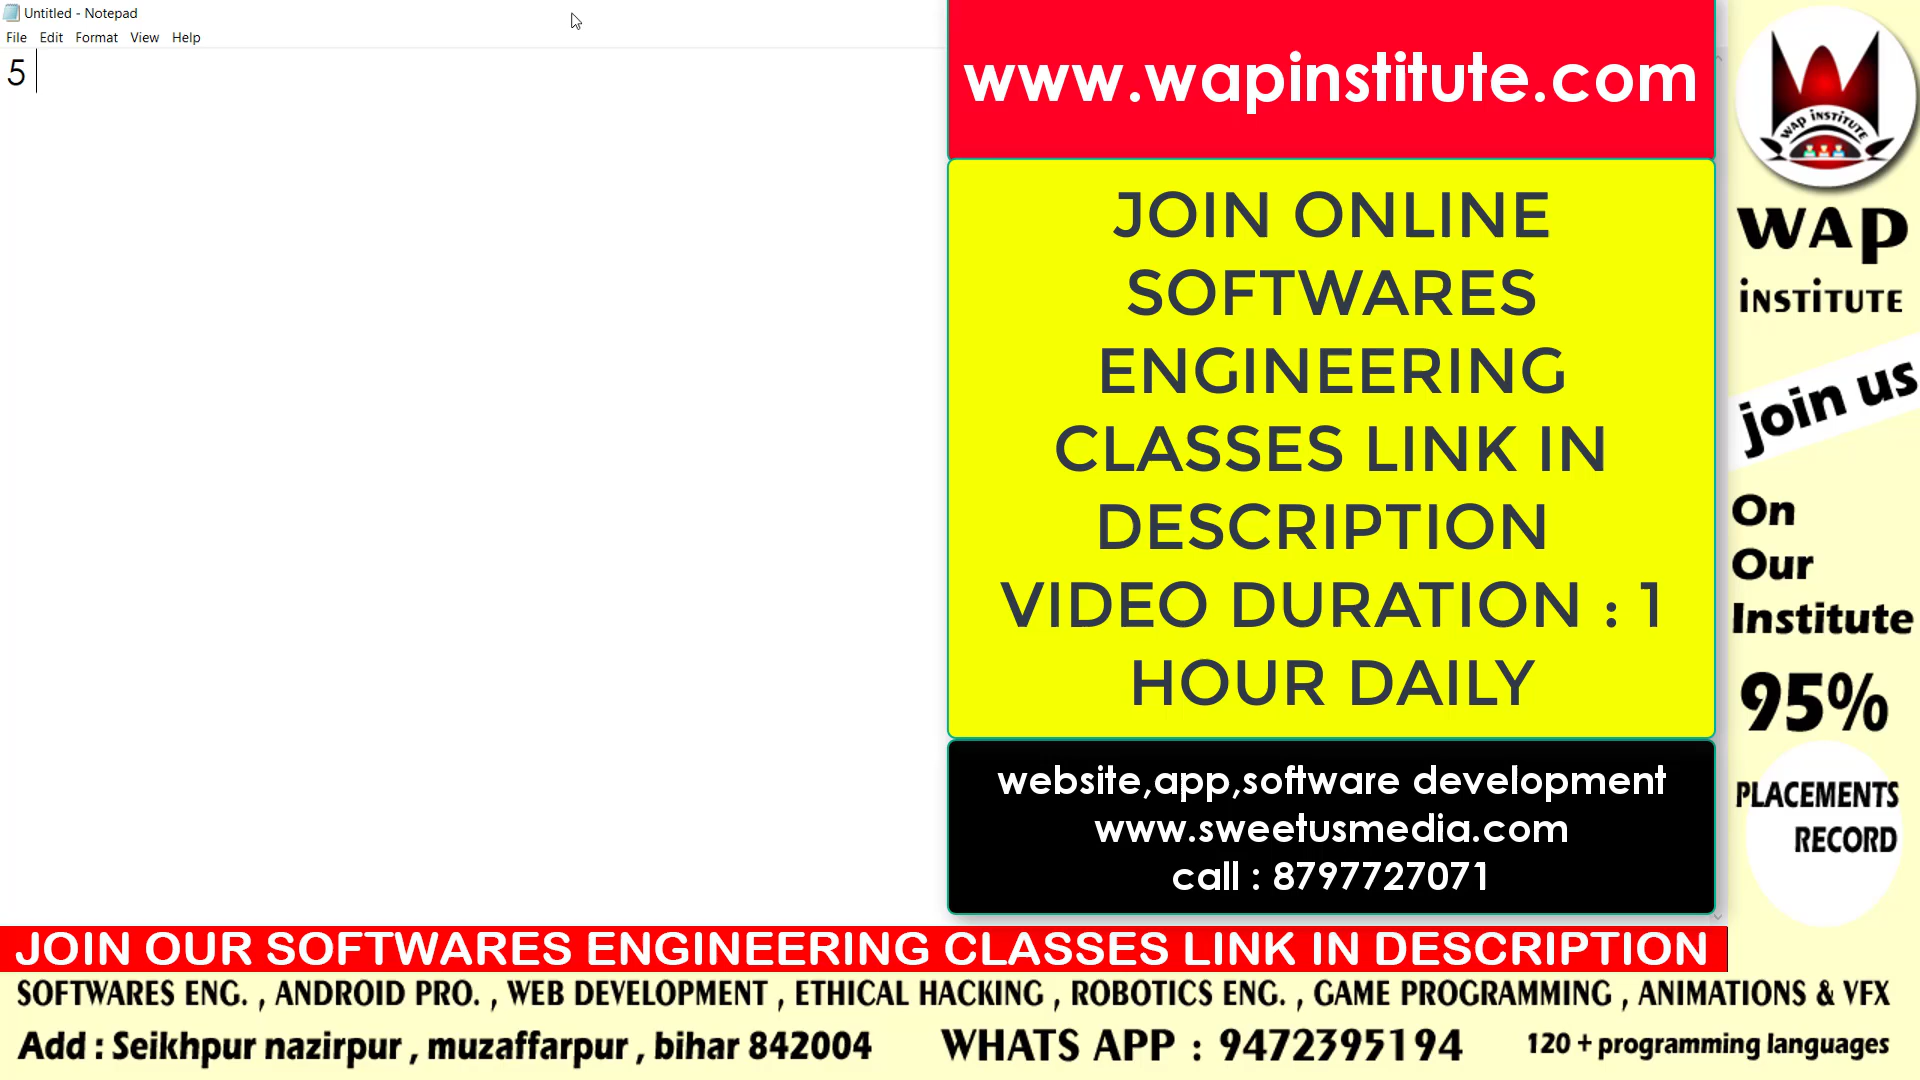 Untitled - Notepad
File Edit Format View Help
5
www.wapinstitute.com
JOIN ONLINE
SOFTWARES
ENGINEERING
CLASSES LINK IN
DESCRIPTION
VIDEO DURATION : 1
HOUR DAILY
website,app,software development
www.sweetusmedia.com
call : 8797727071
WAP INSTITUTE
WAP
iNSTiTUTE
join us
On
Our
Institute
95%
PLACEMENTS
RECORD
JOIN OUR SOFTWARES ENGINEERING CLASSES LINK IN DESCRIPTION
SOFTWARES ENG. , ANDROID PRO. , WEB DEVELOPMENT , ETHICAL HACKING , ROBOTICS ENG. , GAME PROGRAMMING , ANIMATIONS & VFX
Add : Seikhpur nazirpur , muzaffarpur , bihar 842004 WHATS APP : 9472395194 120 + programming languages